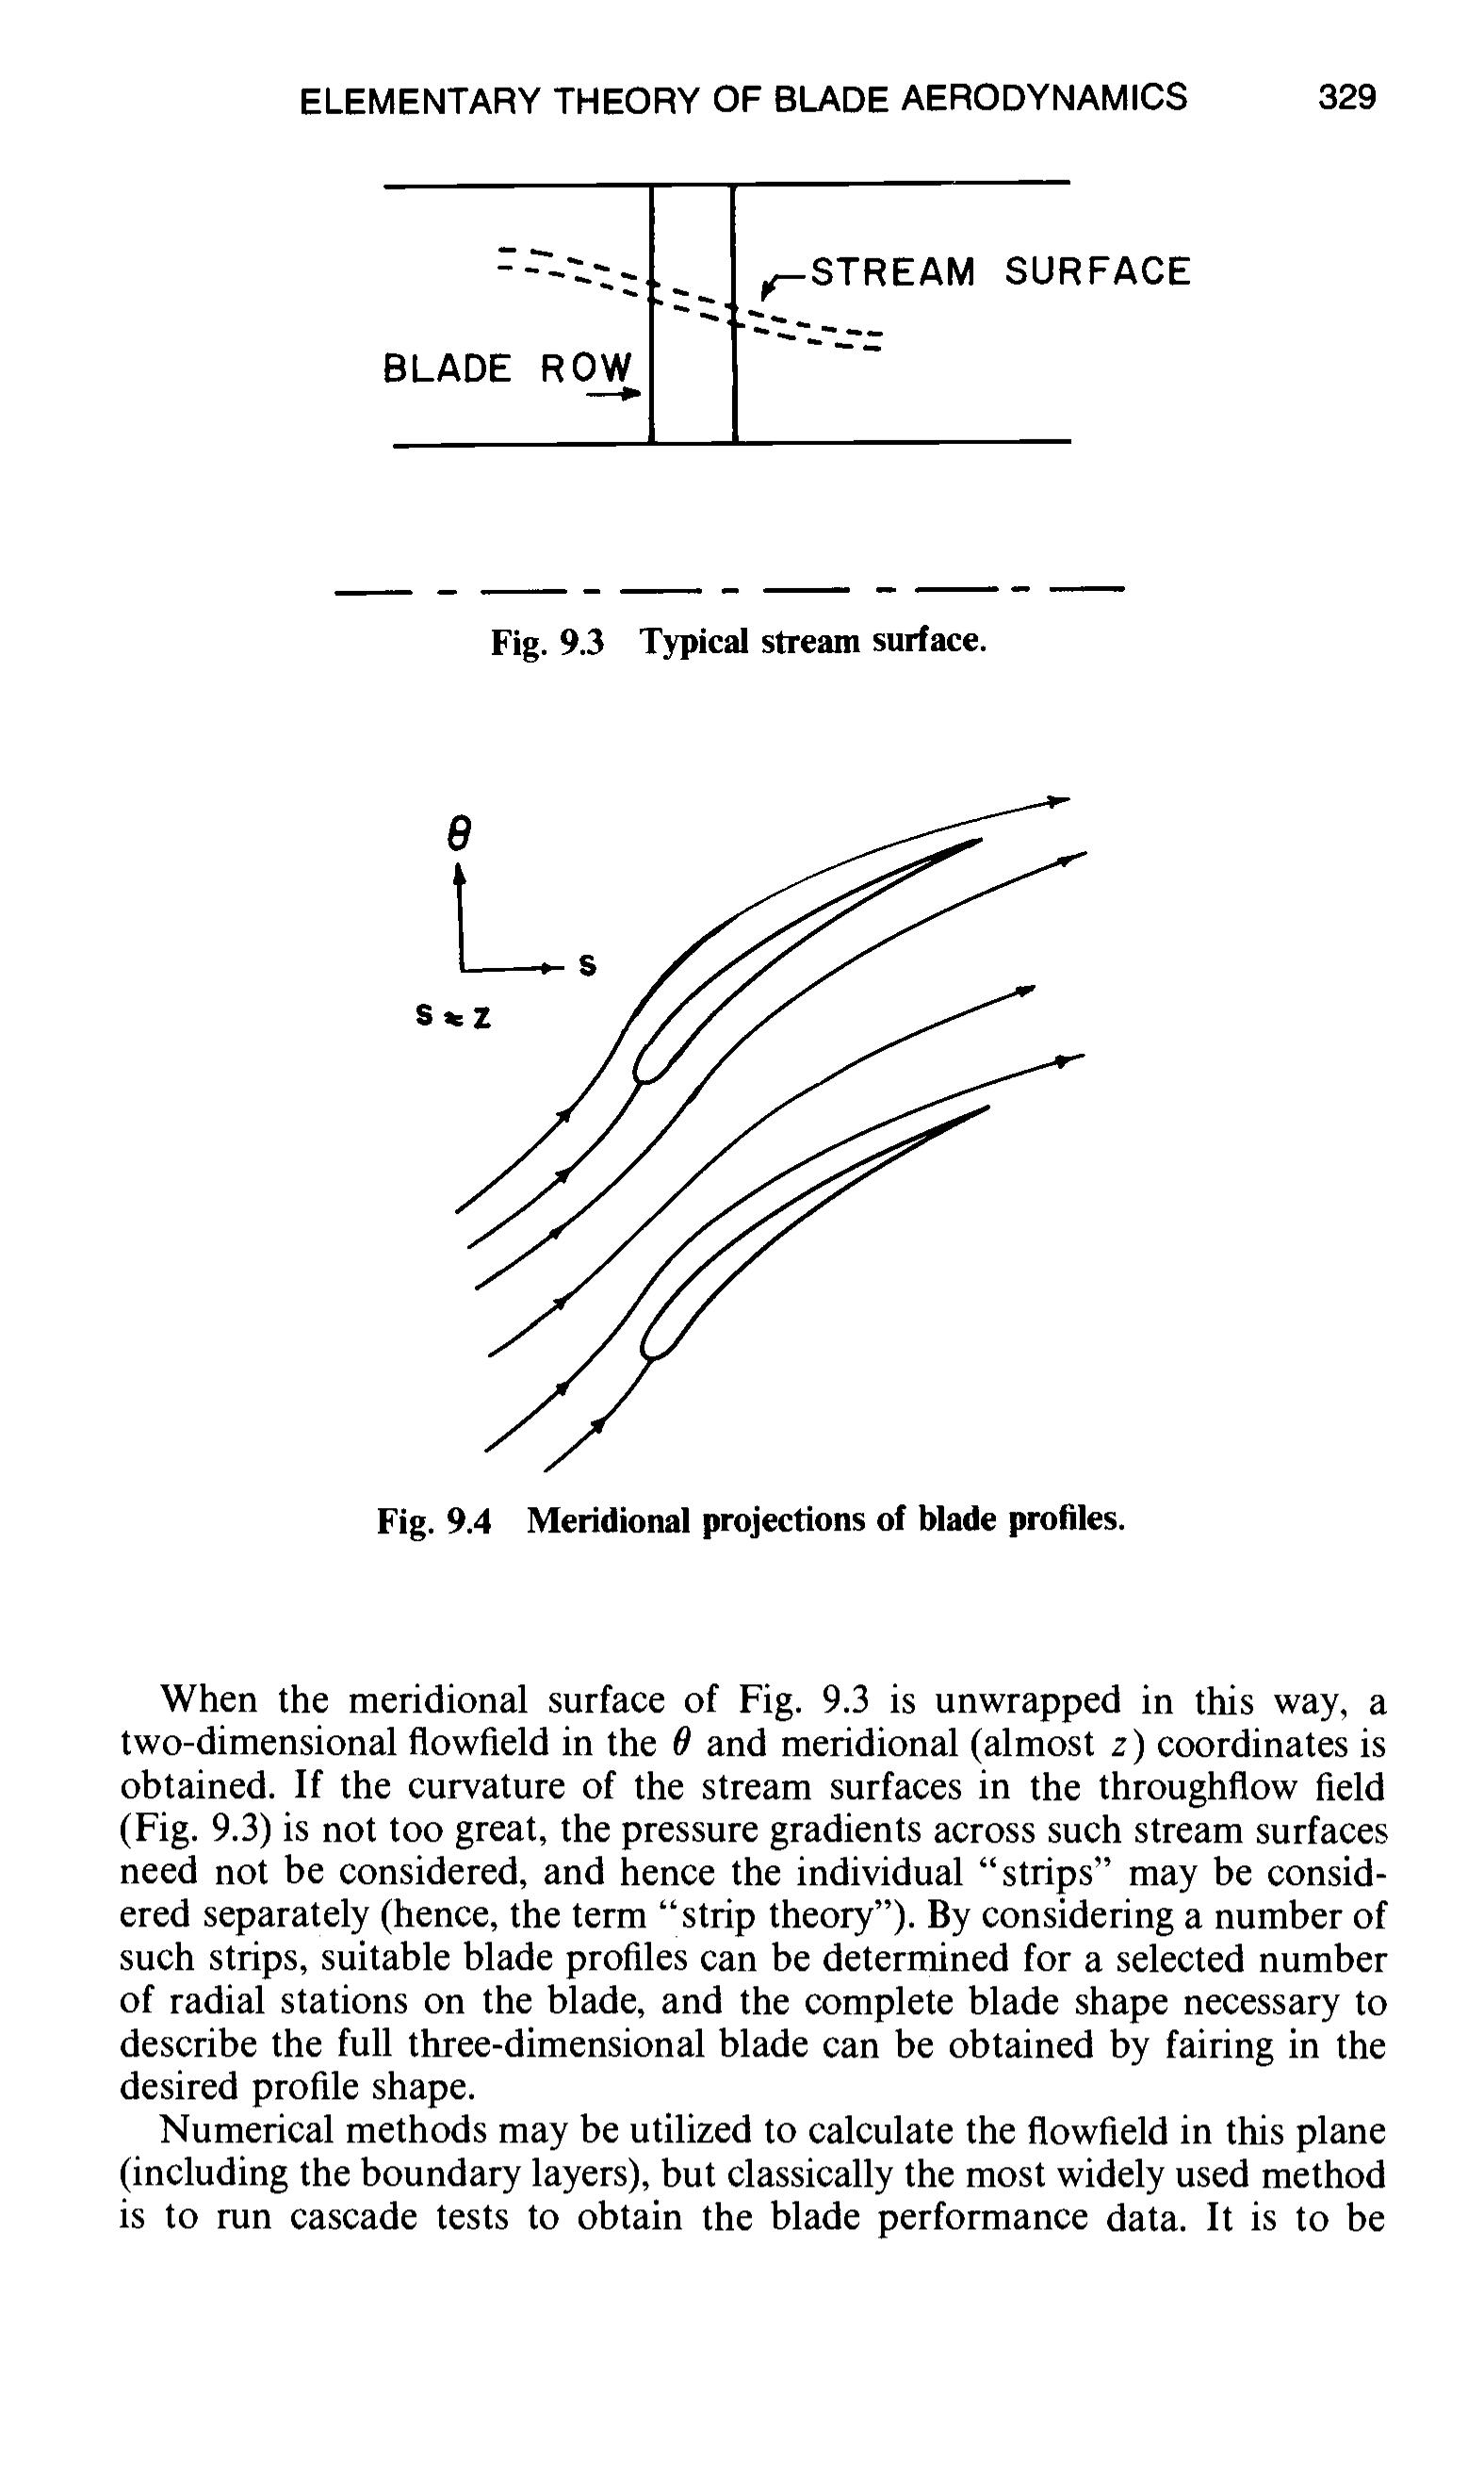 ELEMENTARY THEORY OF BLADE AERODYNAMICS 329
STREAM SURFACE
BLADE ROW
Fig. 9.3 Typical stream surface.
θ
s
s ≈ z
Fig. 9.4 Meridional projections of blade profiles.
When the meridional surface of Fig. 9.3 is unwrapped in this way, a
two-dimensional flowfield in the θ and meridional (almost z) coordinates is
obtained. If the curvature of the stream surfaces in the throughflow field
(Fig. 9.3) is not too great, the pressure gradients across such stream surfaces
need not be considered, and hence the individual “strips” may be consid-
ered separately (hence, the term “strip theory”). By considering a number of
such strips, suitable blade profiles can be determined for a selected number
of radial stations on the blade, and the complete blade shape necessary to
describe the full three-dimensional blade can be obtained by fairing in the
desired profile shape.
Numerical methods may be utilized to calculate the flowfield in this plane
(including the boundary layers), but classically the most widely used method
is to run cascade tests to obtain the blade performance data. It is to be